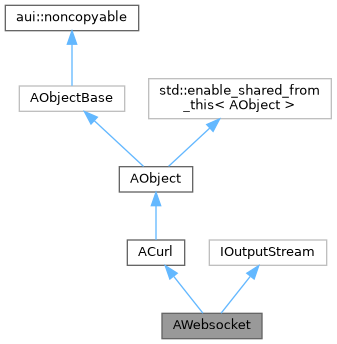 aui::noncopyable
AObjectBase
std::enable_shared_from
_this< AObject >
AObject
ACurl
IOutputStream
AWebsocket